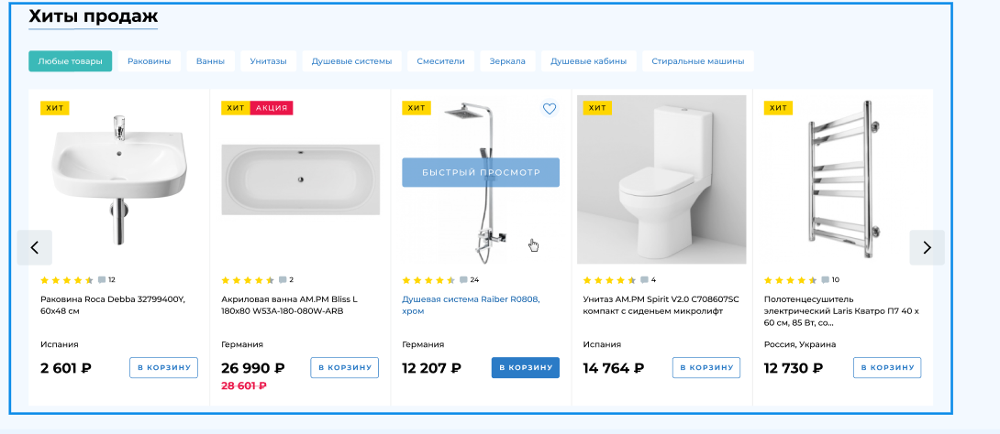 Хиты продаж
Любые товары Раковины Ванны Унитазы Душевые системы Смесители Зеркала Душевые кабины Стиральные машины
ХИТ
12
Раковина Roca Debba 32799400Y,
60х48 см
Испания
2 601 ₽ В КОРЗИНУ
ХИТ АКЦИЯ
2
Акриловая ванна AM.PM Bliss L
180x80 W53A-180-080W-ARB
Германия
26 990 ₽ В КОРЗИНУ
28 601 ₽
ХИТ
БЫСТРЫЙ ПРОСМОТР
24
Душевая система Raiber R0808,
хром
Германия
12 207 ₽ В КОРЗИНУ
ХИТ
4
Унитаз AM.PM Spirit V2.0 C708607SC
компакт с сиденьем микролифт
Испания
14 764 ₽ В КОРЗИНУ
ХИТ
10
Полотенцесушитель
электрический Laris Кватро П7 40 х
60 см, 85 Вт, со...
Россия, Украина
12 730 ₽ В КОРЗИНУ